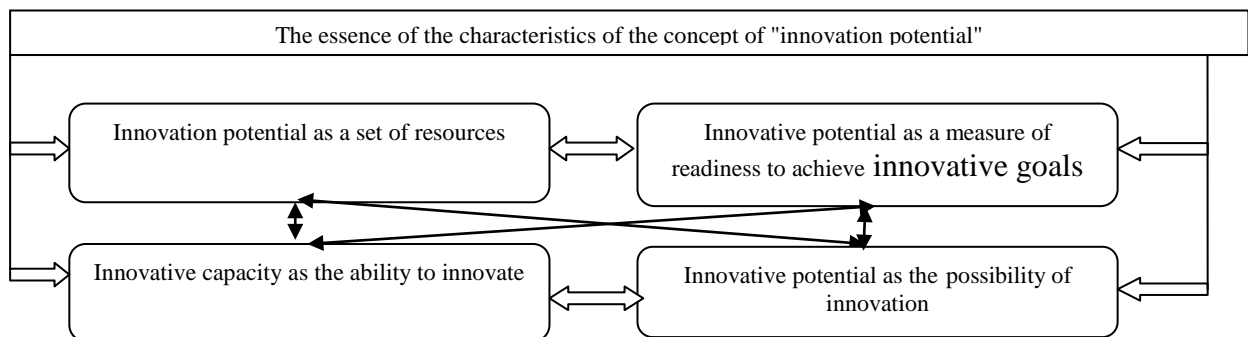 The essence of the characteristics of the concept of "innovation potential"
Innovation potential as a set of resources
Innovative potential as a measure of
readiness to achieve innovative goals
Innovative capacity as the ability to innovate
Innovative potential as the possibility of
innovation